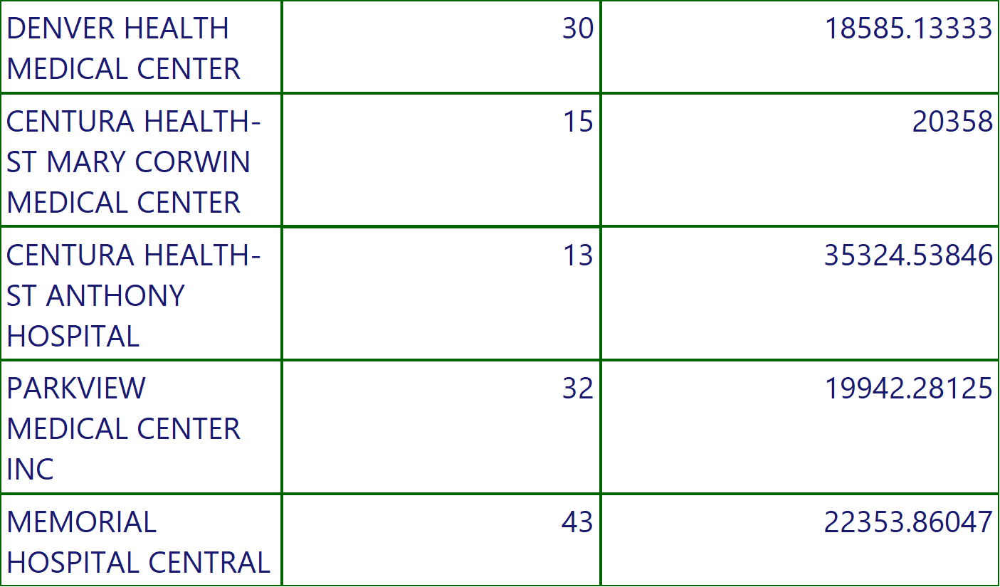 DENVER HEALTH 30 18585.13333
MEDICAL CENTER
CENTURA HEALTH- 15 20358
ST MARY CORWIN
MEDICAL CENTER
CENTURA HEALTH- 13 35324.53846
ST ANTHONY
HOSPITAL
PARKVIEW 32 19942.28125
MEDICAL CENTER
INC
MEMORIAL 43 22353.86047
HOSPITAL CENTRAL